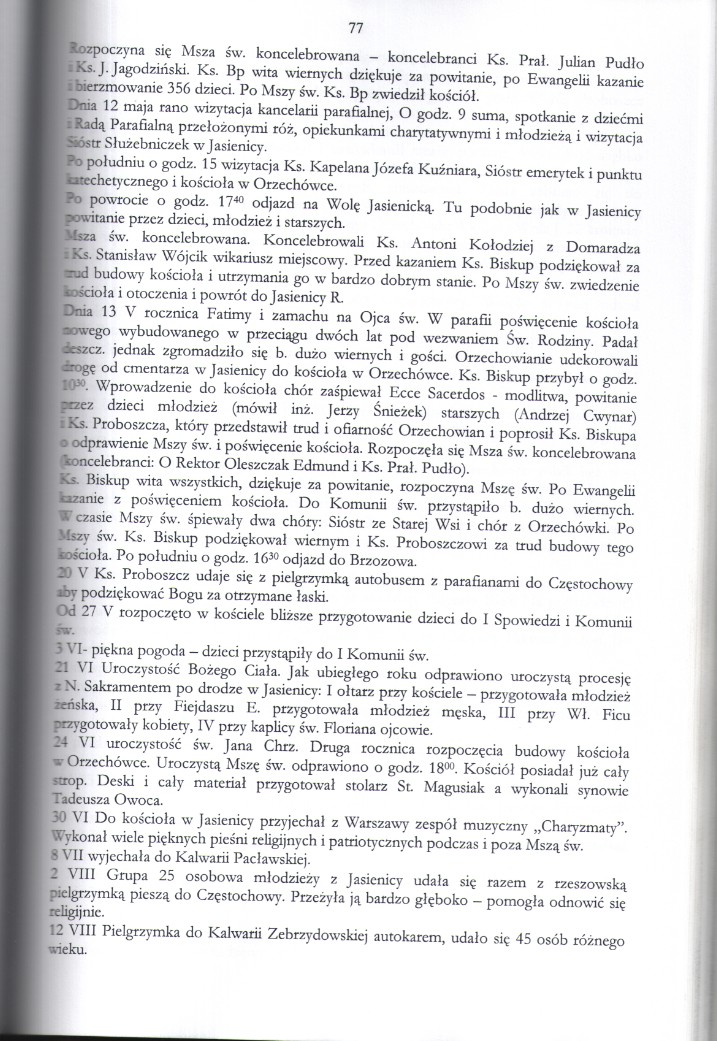 77
Rozpoczyna się Msza św. koncelebrowana – koncelebranci Ks. Prał. Julian Pudło
i Ks. J. Jagodziński. Ks. Bp wita wiernych dziękuje za powitanie, po Ewangelii kazanie
i bierzmowanie 356 dzieci. Po Mszy św. Ks. Bp zwiedził kościół.
Dnia 12 maja rano wizytacja kancelarii parafialnej, O godz. 9 suma, spotkanie z dziećmi
i Radą Parafialną przełożonymi róż, opiekunkami charytatywnymi i młodzieżą i wizytacja
Sióstr Służebniczek w Jasienicy.
Po południu o godz. 15 wizytacja Ks. Kapelana Józefa Kuźniara, Sióstr emerytek i punktu
katechetycznego i kościoła w Orzechówce.
Po powrocie o godz. 17⁴⁰ odjazd na Wolę Jasienicką. Tu podobnie jak w Jasienicy
powitanie przez dzieci, młodzież i starszych.
Msza św. koncelebrowana. Koncelebrowali Ks. Antoni Kołodziej z Domaradza
i Ks. Stanisław Wójcik wikariusz miejscowy. Przed kazaniem Ks. Biskup podziękował za
trud budowy kościoła i utrzymania go w bardzo dobrym stanie. Po Mszy św. zwiedzenie
kościoła i otoczenia i powrót do Jasienicy R.
Dnia 13 V rocznica Fatimy i zamachu na Ojca św. W parafii poświęcenie kościoła
nowego wybudowanego w przeciągu dwóch lat pod wezwaniem Św. Rodziny. Padał
deszcz. jednak zgromadziło się b. dużo wiernych i gości. Orzechowianie udekorowali
drogę od cmentarza w Jasienicy do kościoła w Orzechówce. Ks. Biskup przybył o godz.
10³⁰. Wprowadzenie do kościoła chór zaśpiewał Ecce Sacerdos - modlitwa, powitanie
przez dzieci młodzież (mówił inż. Jerzy Śnieżek) starszych (Andrzej Cwynar)
i Ks. Proboszcza, który przedstawił trud i ofiarność Orzechowian i poprosił Ks. Biskupa
o odprawienie Mszy św. i poświęcenie kościoła. Rozpoczęła się Msza św. koncelebrowana
(koncelebranci: O Rektor Oleszczak Edmund i Ks. Prał. Pudło).
Ks. Biskup wita wszystkich, dziękuje za powitanie, rozpoczyna Mszę św. Po Ewangelii
kazanie z poświęceniem kościoła. Do Komunii św. przystąpiło b. dużo wiernych.
W czasie Mszy św. śpiewały dwa chóry: Sióstr ze Starej Wsi i chór z Orzechówki. Po
Mszy św. Ks. Biskup podziękował wiernym i Ks. Proboszczowi za trud budowy tego
kościoła. Po południu o godz. 16³⁰ odjazd do Brzozowa.
20 V Ks. Proboszcz udaje się z pielgrzymką autobusem z parafianami do Częstochowy
aby podziękować Bogu za otrzymane łaski.
Od 27 V rozpoczęto w kościele bliższe przygotowanie dzieci do I Spowiedzi i Komunii
św.
3 VI- piękna pogoda – dzieci przystąpiły do I Komunii św.
21 VI Uroczystość Bożego Ciała. Jak ubiegłego roku odprawiono uroczystą procesję
z N. Sakramentem po drodze w Jasienicy: I ołtarz przy kościele – przygotowała młodzież
żeńska, II przy Fiejdaszu E. przygotowała młodzież męska, III przy Wł. Ficu
przygotowały kobiety, IV przy kaplicy św. Floriana ojcowie.
24 VI uroczystość św. Jana Chrz. Druga rocznica rozpoczęcia budowy kościoła
w Orzechówce. Uroczystą Mszę św. odprawiono o godz. 18⁰⁰. Kościół posiadał już cały
strop. Deski i cały materiał przygotował stolarz St. Magusiak a wykonali synowie
Tadeusza Owoca.
30 VI Do kościoła w Jasienicy przyjechał z Warszawy zespół muzyczny „Charyzmaty”.
Wykonał wiele pięknych pieśni religijnych i patriotycznych podczas i poza Mszą św.
8 VII wyjechała do Kalwarii Pacławskiej.
2 VIII Grupa 25 osobowa młodzieży z Jasienicy udała się razem z rzeszowską
pielgrzymką pieszą do Częstochowy. Przeżyła ją bardzo głęboko – pomogła odnowić się
religijnie.
12 VIII Pielgrzymka do Kalwarii Zebrzydowskiej autokarem, udało się 45 osób różnego
wieku.